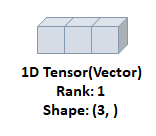 1D Tensor(Vector)
Rank: 1
Shape: (3, )